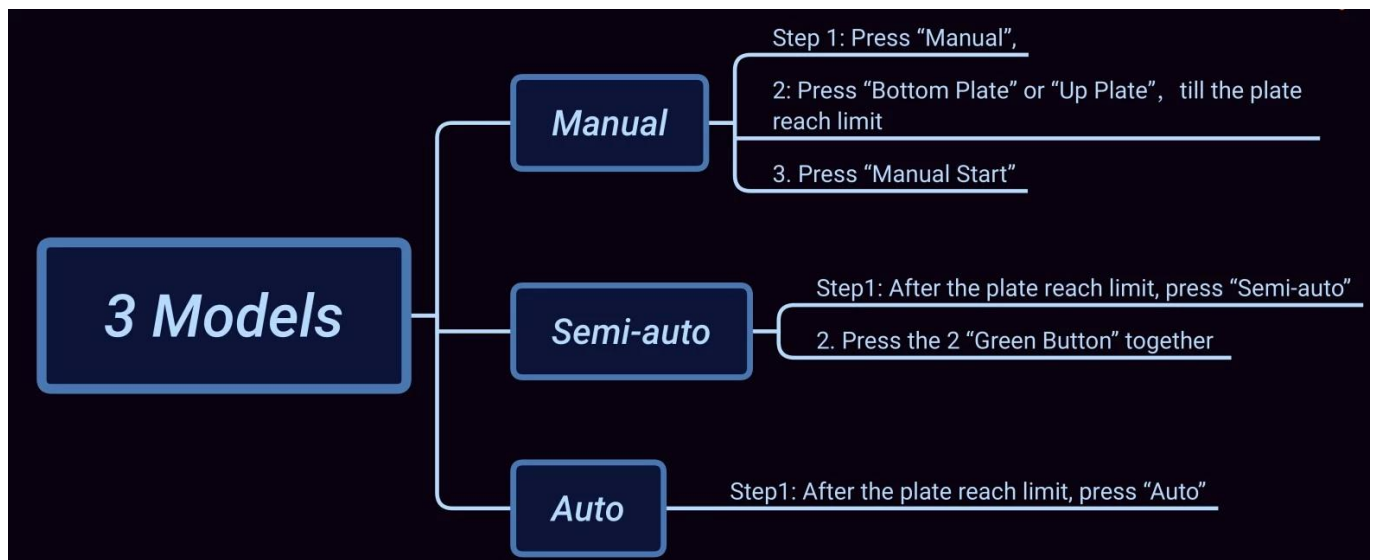 3 Models
Manual
Step 1: Press “Manual”,
2: Press “Bottom Plate” or “Up Plate”，till the plate
reach limit
3. Press “Manual Start”
Semi-auto
Step1: After the plate reach limit, press “Semi-auto”
2. Press the 2 “Green Button” together
Auto
Step1: After the plate reach limit, press “Auto”